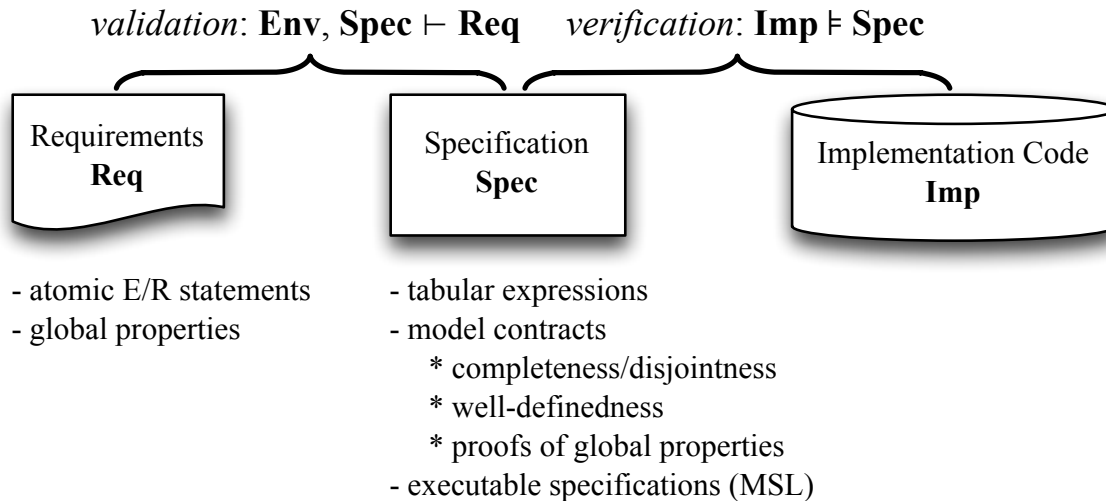 validation: Env, Spec ⊢ Req verification: Imp ⊧ Spec
Requirements
Req
Specification
Spec
Implementation Code
Imp
- atomic E/R statements
- global properties
- tabular expressions
- model contracts
* completeness/disjointness
* well-definedness
* proofs of global properties
- executable specifications (MSL)